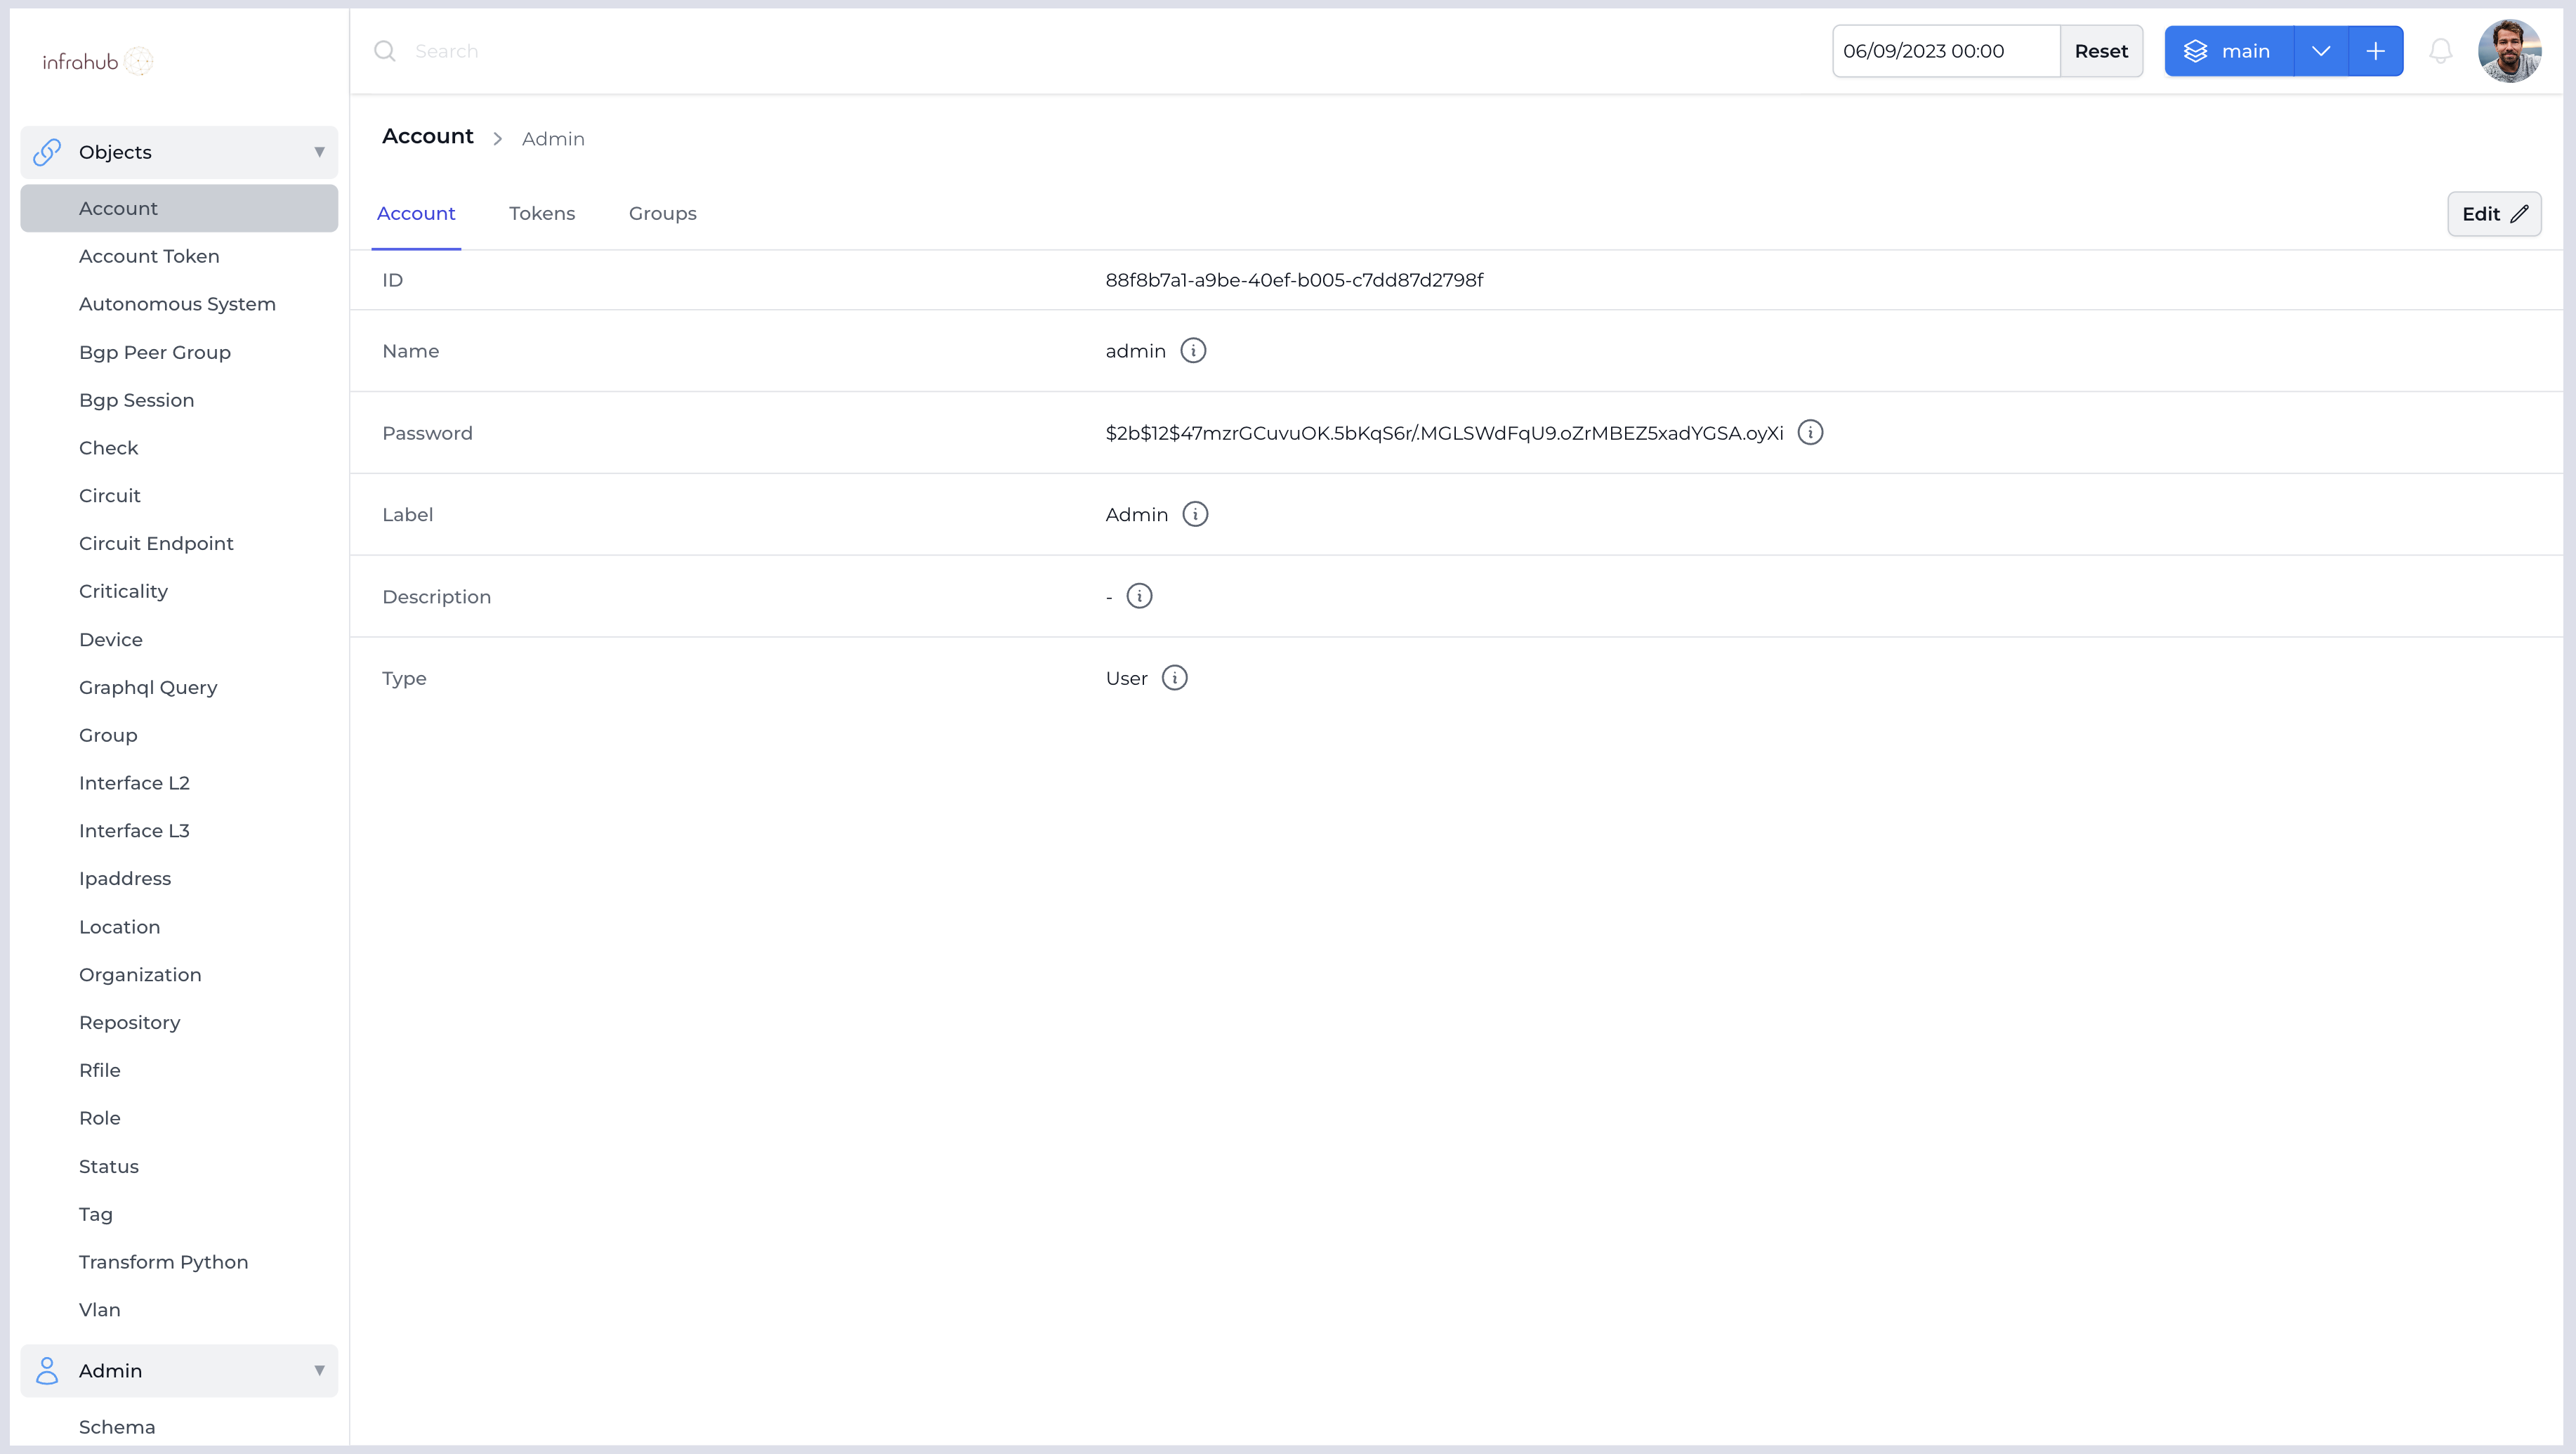 infrahub
Search
06/09/2023 00:00
Reset
main
Objects
Account
Account Token
Autonomous System
Bgp Peer Group
Bgp Session
Check
Circuit
Circuit Endpoint
Criticality
Device
Graphql Query
Group
Interface L2
Interface L3
Ipaddress
Location
Organization
Repository
Rfile
Role
Status
Tag
Transform Python
Vlan
Admin
Schema
Account > Admin
Account Tokens Groups
Edit
ID 88f8b7a1-a9be-40ef-b005-c7dd87d2798f
Name admin
Password $2b$12$47mzrGCuvuOK.5bKqS6r/.MGLSWdFqU9.oZrMBEZ5xadYGSA.oyXi
Label Admin
Description -
Type User